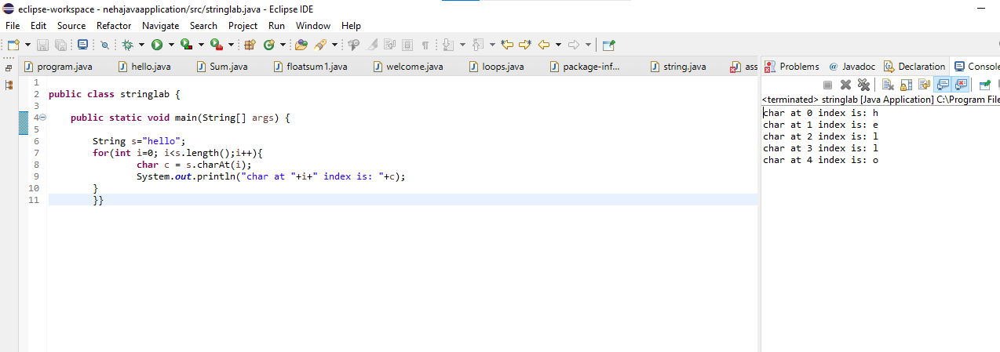 eclipse-workspace - nehajavaapplication/src/stringlab.java - Eclipse IDE
File Edit Source Refactor Navigate Search Project Run Window Help
program.java hello.java Sum.java floatsum1.java welcome.java loops.java package-inf... string.java ass
Problems @ Javadoc Declaration Console
<terminated> stringlab [Java Application] C:\Program File
1
2 public class stringlab {
3
4 public static void main(String[] args) {
5
6 String s="hello";
7 for(int i=0; i<s.length();i++){
8 char c = s.charAt(i);
9 System.out.println("char at "+i+" index is: "+c);
10 }
11 }}
char at 0 index is: h
char at 1 index is: e
char at 2 index is: l
char at 3 index is: l
char at 4 index is: o